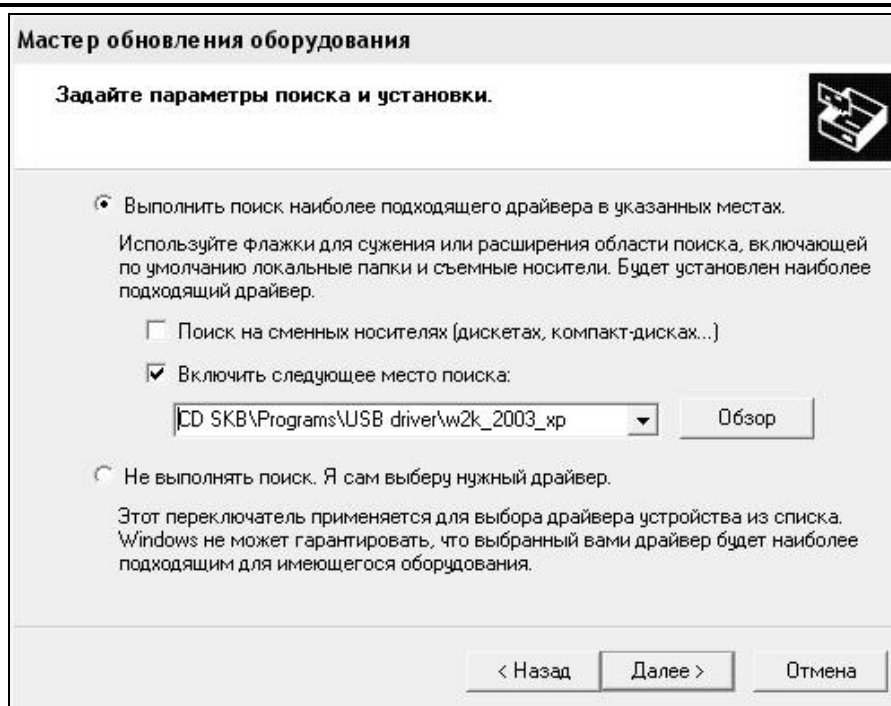 Мастер обновления оборудования
Задайте параметры поиска и установки.
Выполнить поиск наиболее подходящего драйвера в указанных местах.
Используйте флажки для сужения или расширения области поиска, включающей
по умолчанию локальные папки и съемные носители. Будет установлен наиболее
подходящий драйвер.
Поиск на сменных носителях (дискетах, компакт-дисках...)
Включить следующее место поиска:
CD SKB\Programs\USB driver\w2k_2003_xp
Обзор
Не выполнять поиск. Я сам выберу нужный драйвер.
Этот переключатель применяется для выбора драйвера устройства из списка.
Windows не может гарантировать, что выбранный вами драйвер будет наиболее
подходящим для имеющегося оборудования.
< Назад Далее > Отмена